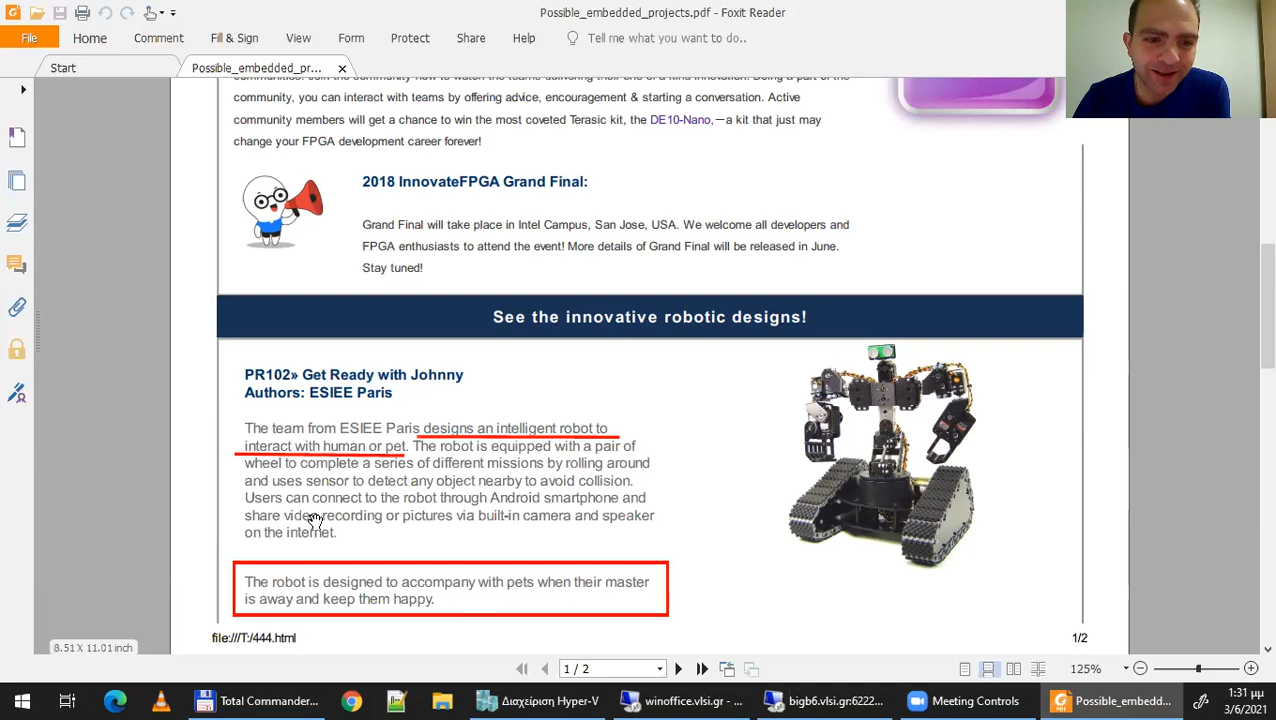 Possible_embedded_projects.pdf - Foxit Reader
File Home Comment Fill & Sign View Form Protect Share Help Tell me what you want to do..
Start Possible_embedded_pr...
community, you can interact with teams by offering advice, encouragement & starting a conversation. Active
community members will get a chance to win the most coveted Terasic kit, the DE10-Nano,—a kit that just may
change your FPGA development career forever!
2018 InnovateFPGA Grand Final:
Grand Final will take place in Intel Campus, San Jose, USA. We welcome all developers and
FPGA enthusiasts to attend the event! More details of Grand Final will be released in June.
Stay tuned!
See the innovative robotic designs!
PR102» Get Ready with Johnny
Authors: ESIEE Paris
The team from ESIEE Paris designs an intelligent robot to
interact with human or pet. The robot is equipped with a pair of
wheel to complete a series of different missions by rolling around
and uses sensor to detect any object nearby to avoid collision.
Users can connect to the robot through Android smartphone and
share video recording or pictures via built-in camera and speaker
on the internet.
The robot is designed to accompany with pets when their master
is away and keep them happy.
file:///T:/444.html 1/2
8.51 x 11.01 inch
1 / 2 125%
Total Commander... Διαχείριση Hyper-V winoffice.vlsi.gr - ... bigb6.vlsi.gr:6222... Meeting Controls Possible_embedd...
1:31 μμ
3/6/2021